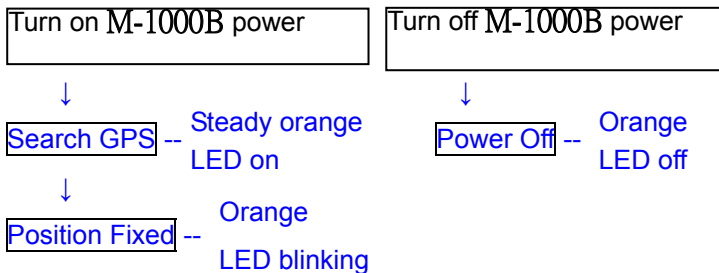 Turn on M-1000B power
↓
Search GPS -- Steady orange
LED on
↓
Position Fixed -- Orange
LED blinking
Turn off M-1000B power
↓
Power Off -- Orange
LED off